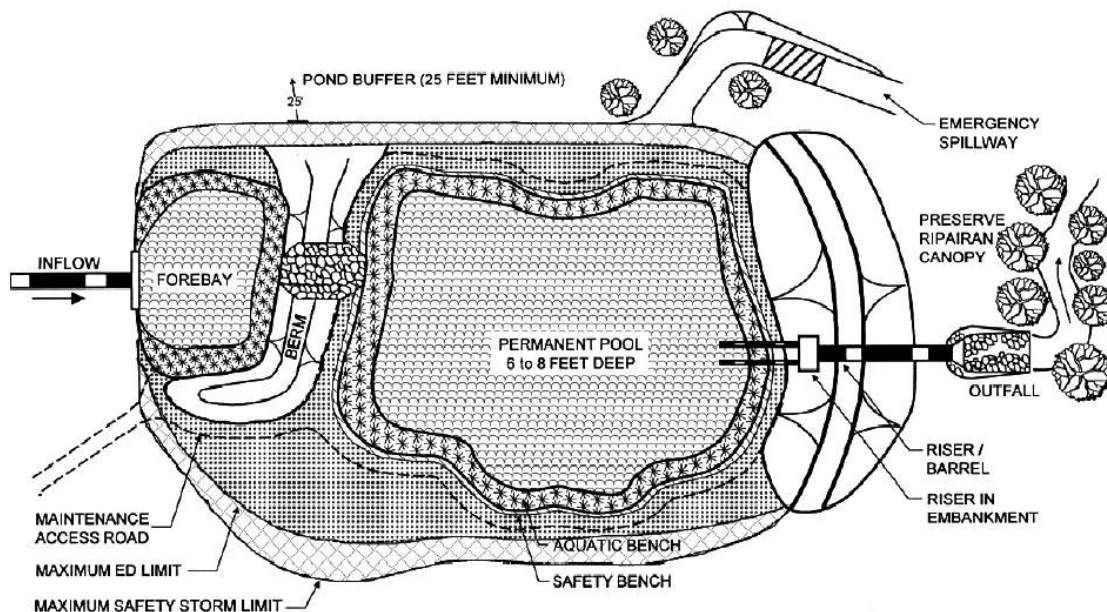 POND BUFFER (25 FEET MINIMUM)
25'
EMERGENCY
SPILLWAY
PRESERVE
RIPAIRAN
CANOPY
INFLOW
FOREBAY
BERM
PERMANENT POOL
6 to 8 FEET DEEP
OUTFALL
RISER /
BARREL
RISER IN
EMBANKMENT
MAINTENANCE
ACCESS ROAD
AQUATIC BENCH
MAXIMUM ED LIMIT
SAFETY BENCH
MAXIMUM SAFETY STORM LIMIT